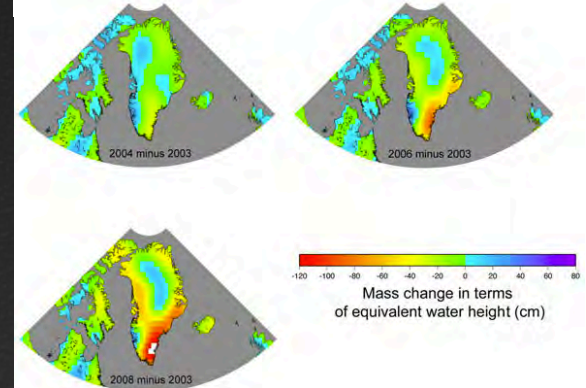 2004 minus 2003
2006 minus 2003
2008 minus 2003
-120 -100 -80 -60 -40 -20 0 20 40 60 80
Mass change in terms
of equivalent water height (cm)